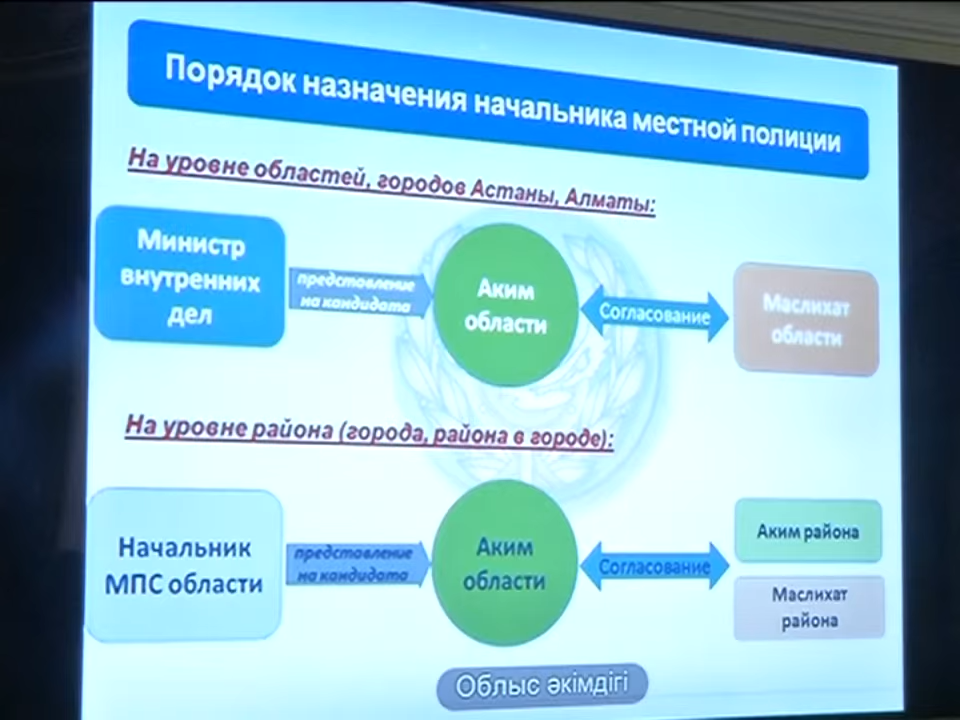 Порядок назначения начальника местной полиции
На уровне областей, городов Астаны, Алматы:
Министр
внутренних
дел
представление
на кандидата
Аким
области
Согласование
Маслихат
области
На уровне района (города, района в городе):
Начальник
МПС области
представление
на кандидата
Аким
области
Согласование
Аким района
Маслихат
района
Облыс әкімдігі